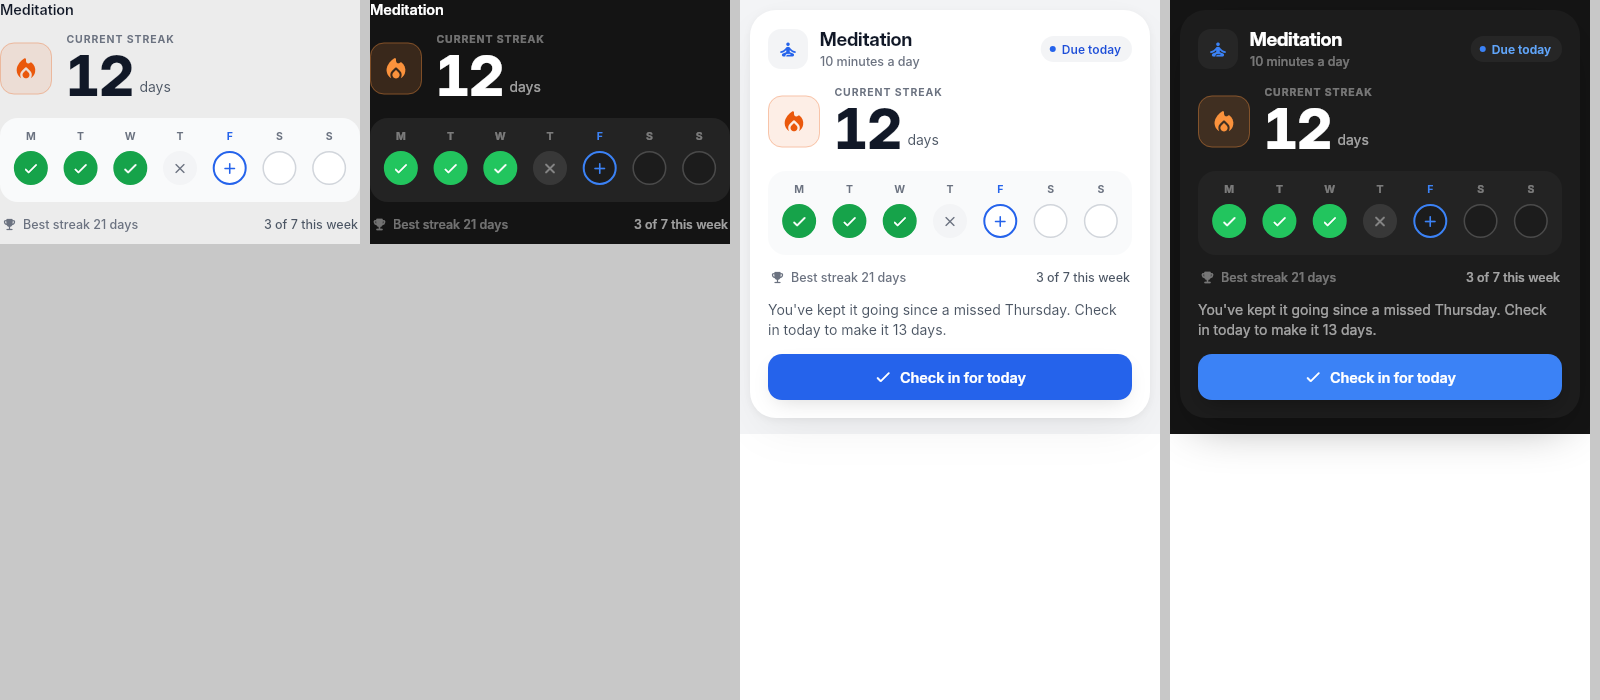 Meditation
CURRENT STREAK
12 days
M T W T F S S
Best streak 21 days 3 of 7 this week
Meditation
CURRENT STREAK
12 days
M T W T F S S
Best streak 21 days 3 of 7 this week
Meditation
10 minutes a day
Due today
CURRENT STREAK
12 days
M T W T F S S
Best streak 21 days 3 of 7 this week
You've kept it going since a missed Thursday. Check
in today to make it 13 days.
Check in for today
Meditation
10 minutes a day
Due today
CURRENT STREAK
12 days
M T W T F S S
Best streak 21 days 3 of 7 this week
You've kept it going since a missed Thursday. Check
in today to make it 13 days.
Check in for today